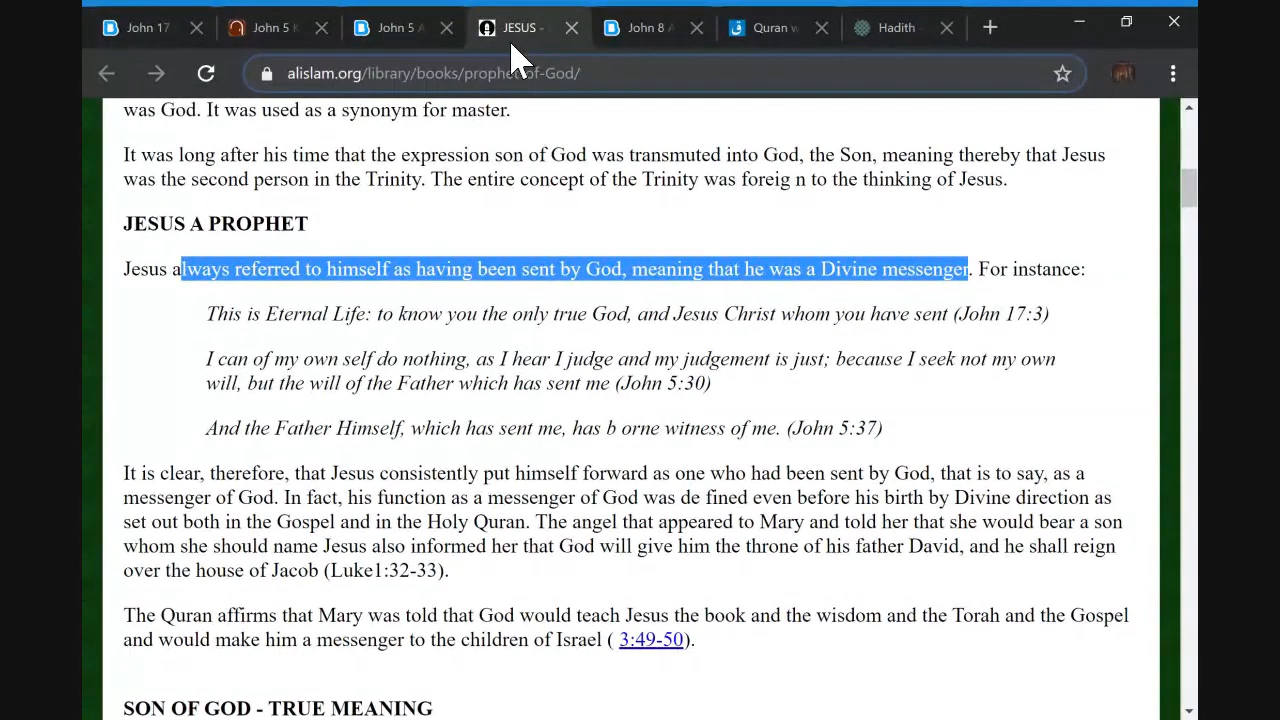 John 17
John 5 K
John 5 A
JESUS -
John 8 A
Quran w
Hadith -
alislam.org/library/books/prophet-of-God/
was God. It was used as a synonym for master.
It was long after his time that the expression son of God was transmuted into God, the Son, meaning thereby that Jesus
was the second person in the Trinity. The entire concept of the Trinity was foreig n to the thinking of Jesus.
JESUS A PROPHET
Jesus always referred to himself as having been sent by God, meaning that he was a Divine messenger. For instance:
This is Eternal Life: to know you the only true God, and Jesus Christ whom you have sent (John 17:3)
I can of my own self do nothing, as I hear I judge and my judgement is just; because I seek not my own
will, but the will of the Father which has sent me (John 5:30)
And the Father Himself, which has sent me, has b orne witness of me. (John 5:37)
It is clear, therefore, that Jesus consistently put himself forward as one who had been sent by God, that is to say, as a
messenger of God. In fact, his function as a messenger of God was de fined even before his birth by Divine direction as
set out both in the Gospel and in the Holy Quran. The angel that appeared to Mary and told her that she would bear a son
whom she should name Jesus also informed her that God will give him the throne of his father David, and he shall reign
over the house of Jacob (Luke1:32-33).
The Quran affirms that Mary was told that God would teach Jesus the book and the wisdom and the Torah and the Gospel
and would make him a messenger to the children of Israel ( 3:49-50).
SON OF GOD - TRUE MEANING